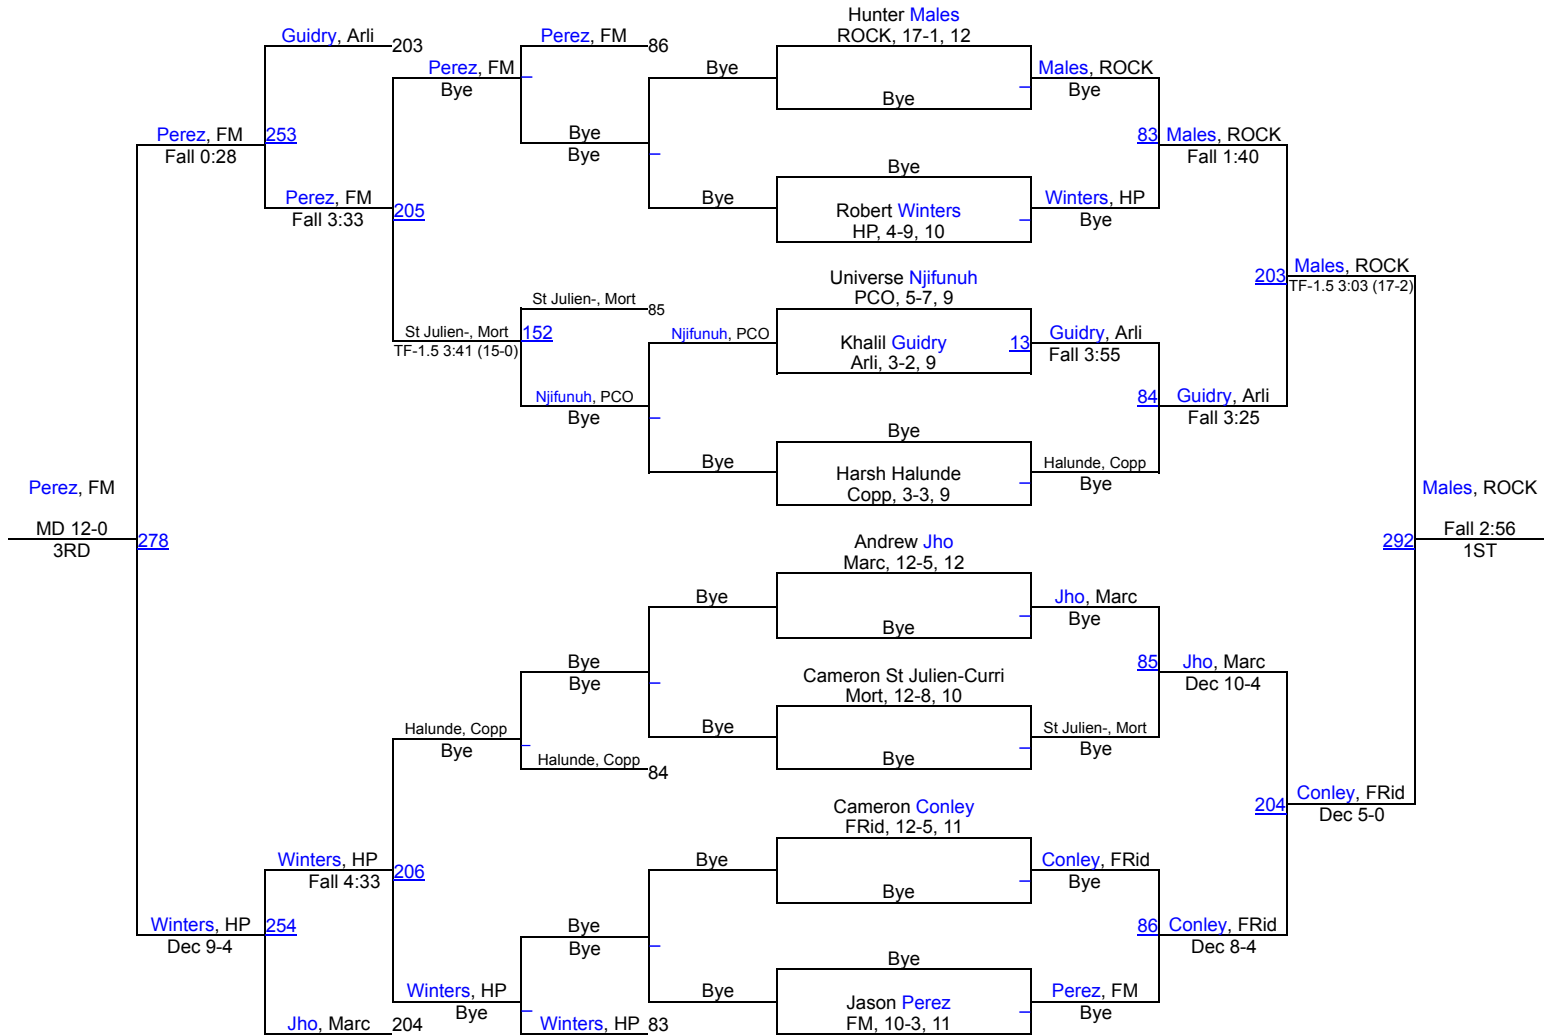 Hunter Males
ROCK, 17-1, 12
Guidry, Arli
203
Perez, FM
86
Perez, FM
Bye
Bye
Bye
Males, ROCK
Bye
Perez, FM
Fall 0:28
253
Bye
Bye
83
Males, ROCK
Fall 1:40
Perez, FM
Fall 3:33
205
Bye
Bye
Robert Winters
HP, 4-9, 10
Winters, HP
Bye
Universe Njifunuh
PCO, 5-7, 9
203
Males, ROCK
TF-1.5 3:03 (17-2)
St Julien-, Mort
85
St Julien-, Mort
TF-1.5 3:41 (15-0)
152
Njifunuh, PCO
Khalil Guidry
Arli, 3-2, 9
13
Guidry, Arli
Fall 3:55
Njifunuh, PCO
Bye
84
Guidry, Arli
Fall 3:25
Bye
Bye
Harsh Halunde
Copp, 3-3, 9
Halunde, Copp
Bye
Perez, FM
MD 12-0
3RD
278
Males, ROCK
Fall 2:56
1ST
292
Andrew Jho
Marc, 12-5, 12
Bye
Bye
Jho, Marc
Bye
Bye
Bye
Cameron St Julien-Curri
Mort, 12-8, 10
85
Jho, Marc
Dec 10-4
Halunde, Copp
Bye
Bye
Bye
St Julien-, Mort
Bye
Halunde, Copp
84
Cameron Conley
FRid, 12-5, 11
204
Conley, FRid
Dec 5-0
Winters, HP
Fall 4:33
206
Bye
Bye
Conley, FRid
Bye
Winters, HP
Dec 9-4
254
Bye
Bye
86
Conley, FRid
Dec 8-4
Bye
Winters, HP
Bye
Bye
Jason Perez
FM, 10-3, 11
Perez, FM
Bye
Jho, Marc
204
Winters, HP
83